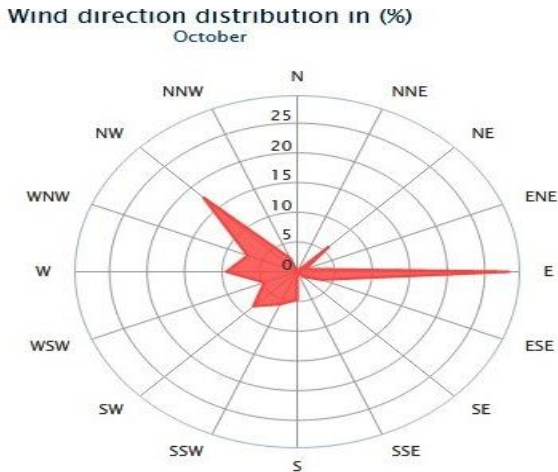 Wind direction distribution in (%)
October
N
NNW
NNE
25
NW
NE
20
15
WNW
ENE
10
5
W
0
E
WSW
ESE
SW
SE
SSW
SSE
S